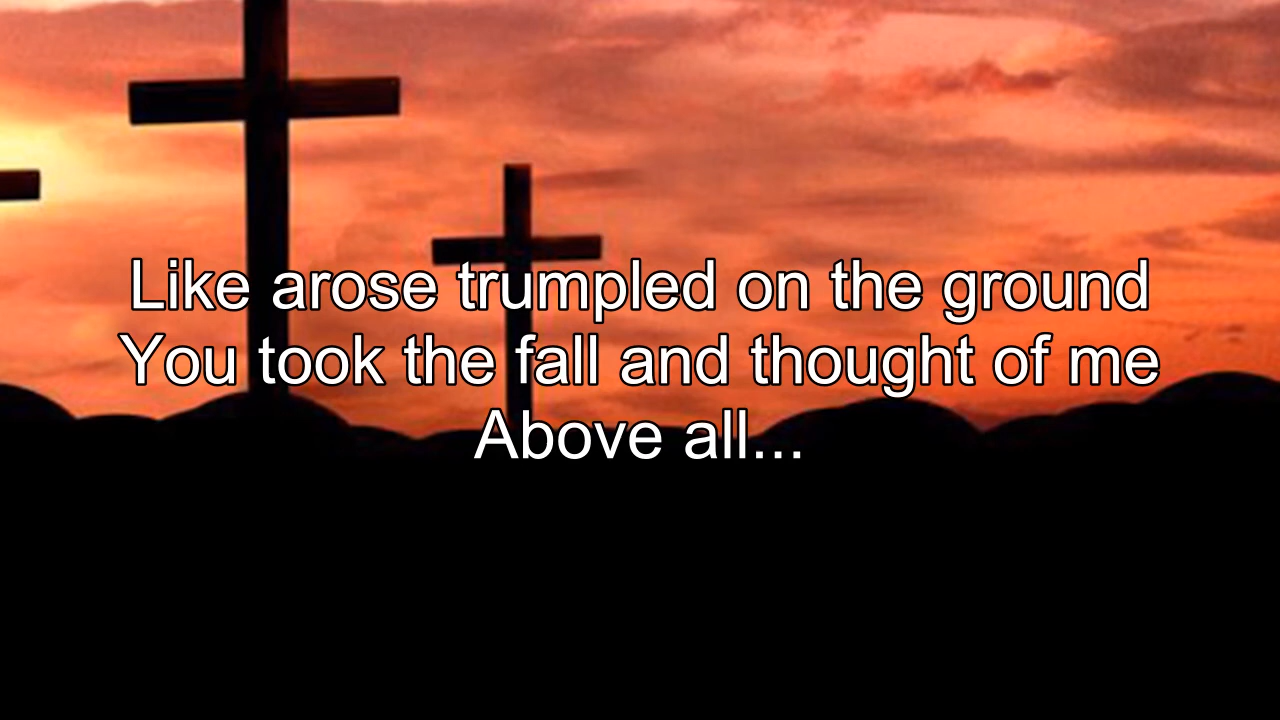 Like arose trumpled on the ground
You took the fall and thought of me
Above all...